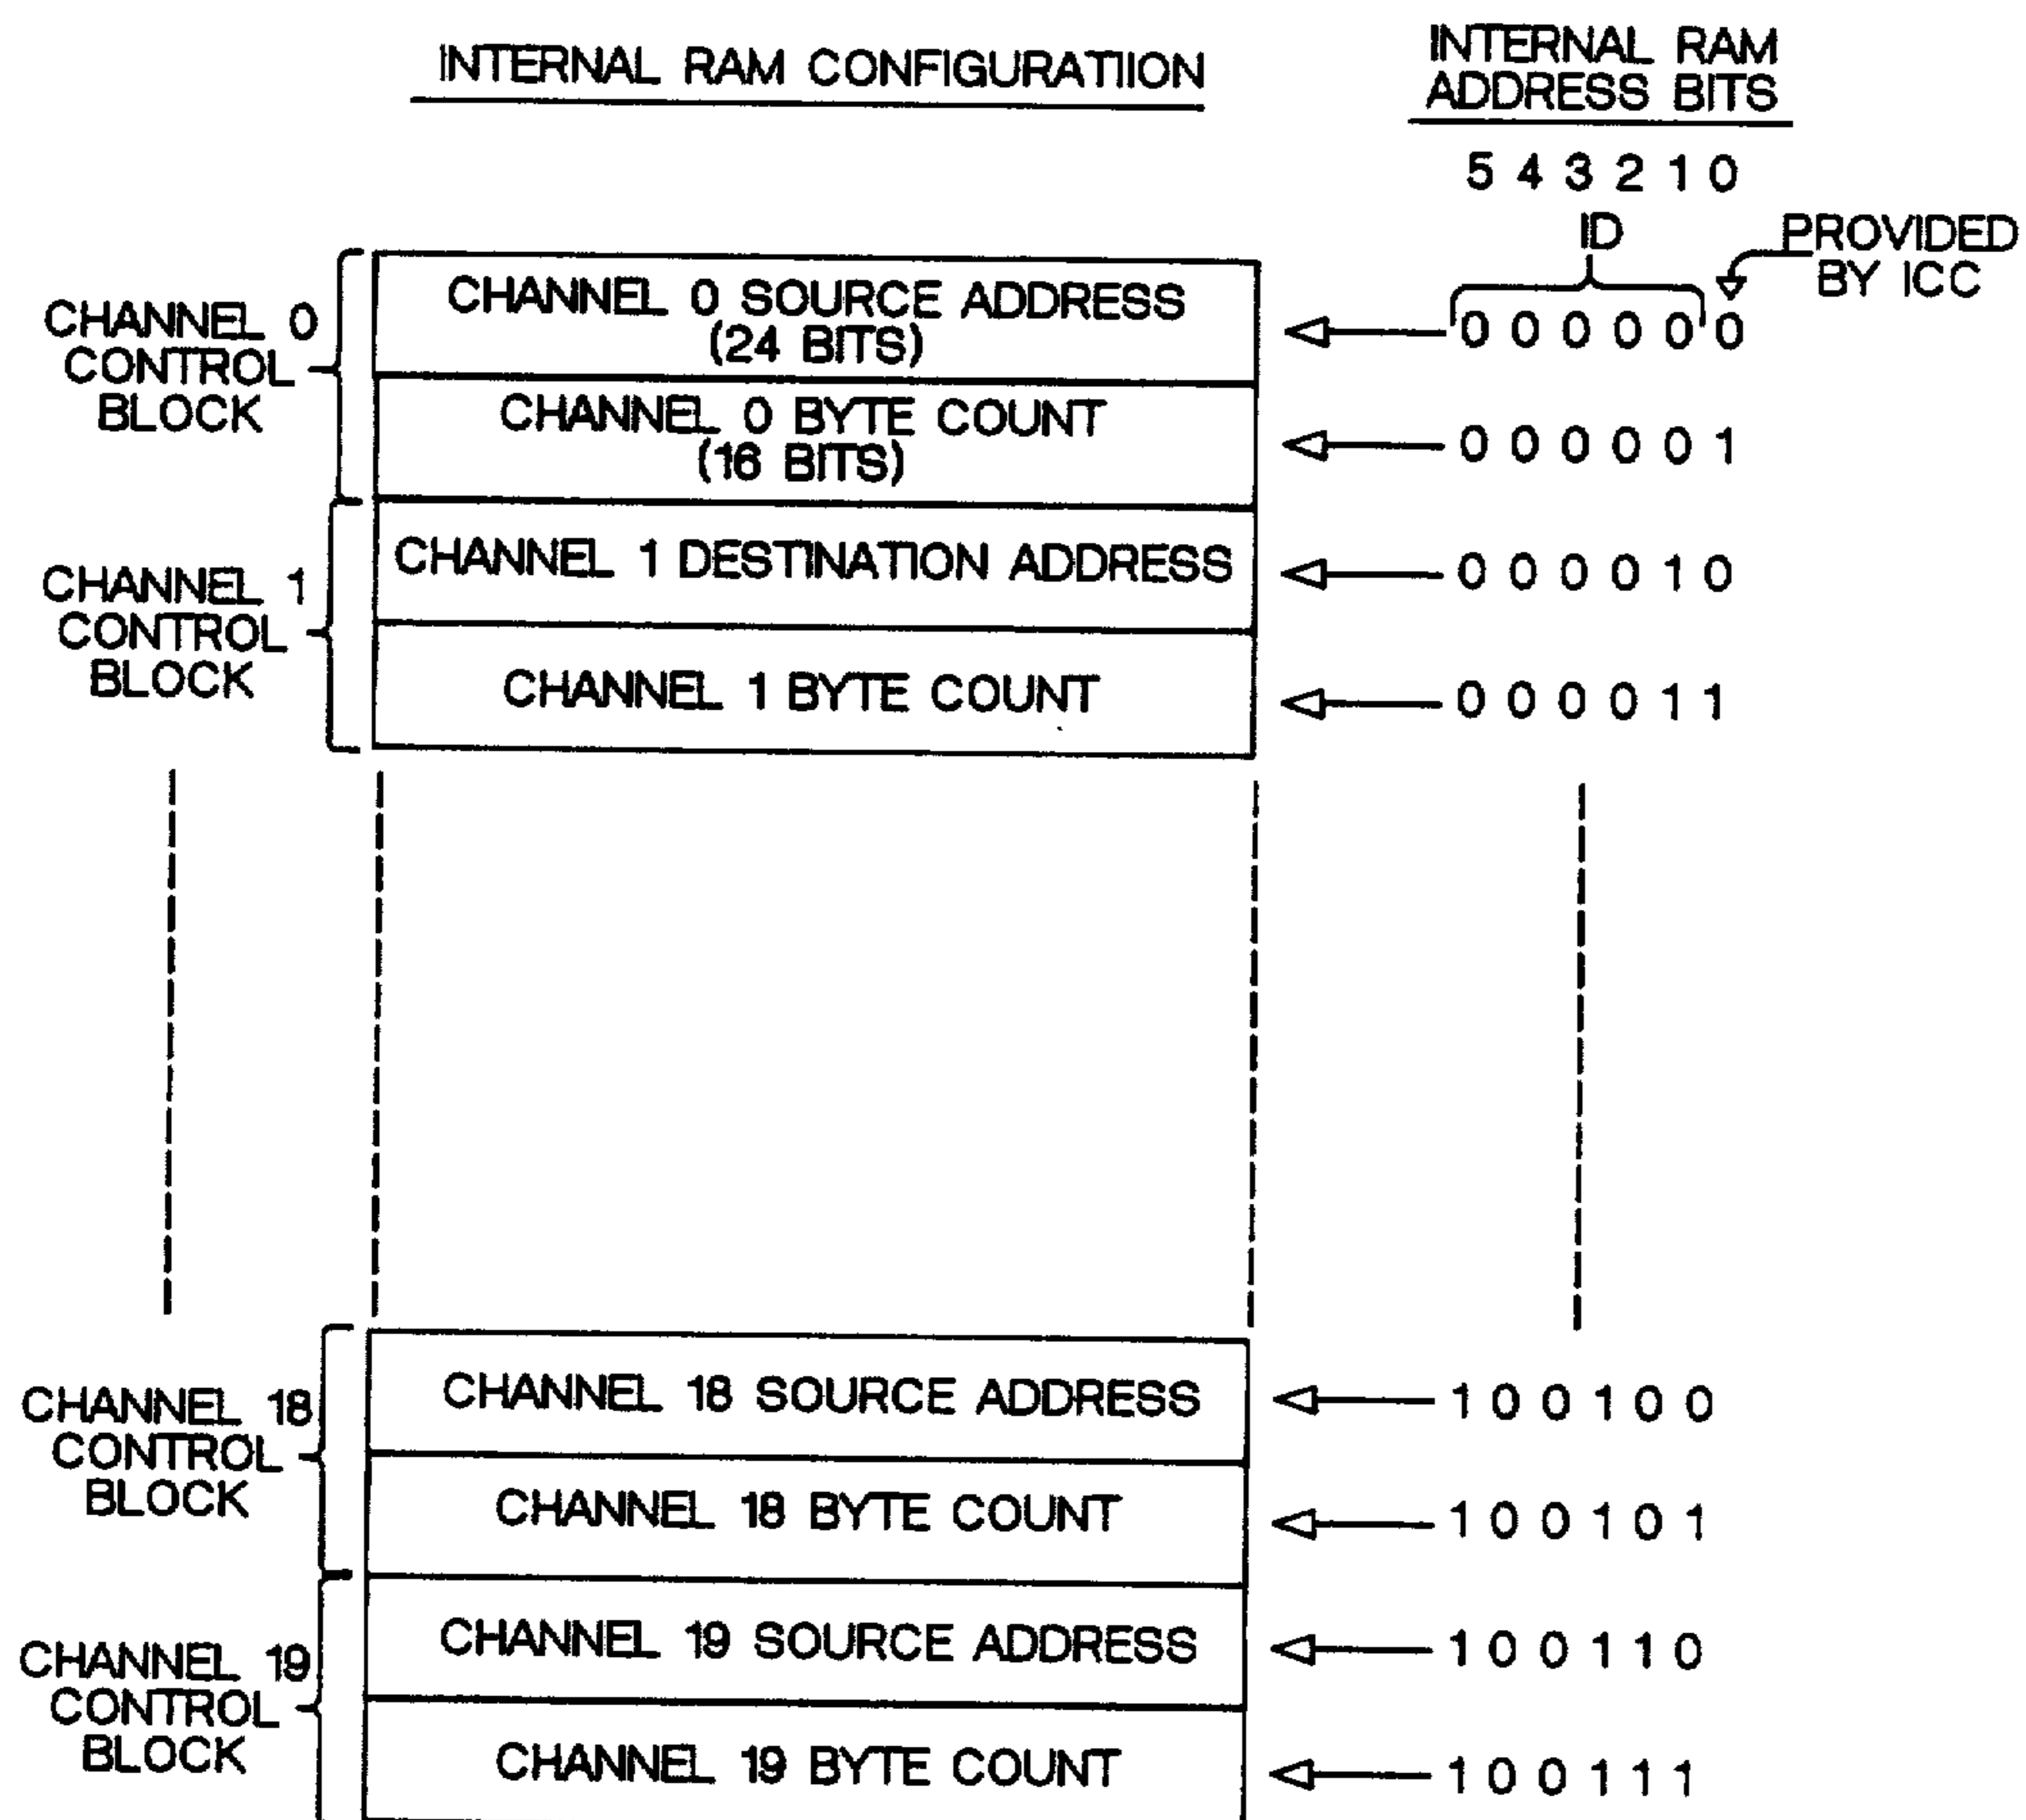 INTERNAL RAM CONFIGURATIION
INTERNAL RAM
ADDRESS BITS
5 4 3 2 1 0
ID
PROVIDED
BY ICC
CHANNEL 0
CONTROL
BLOCK
CHANNEL 0 SOURCE ADDRESS
(24 BITS)
0 0 0 0 0 0
CHANNEL 0 BYTE COUNT
(16 BITS)
0 0 0 0 0 1
CHANNEL 1
CONTROL
BLOCK
CHANNEL 1 DESTINATION ADDRESS
0 0 0 0 1 0
CHANNEL 1 BYTE COUNT
0 0 0 0 1 1
CHANNEL 18
CONTROL
BLOCK
CHANNEL 18 SOURCE ADDRESS
1 0 0 1 0 0
CHANNEL 18 BYTE COUNT
1 0 0 1 0 1
CHANNEL 19
CONTROL
BLOCK
CHANNEL 19 SOURCE ADDRESS
1 0 0 1 1 0
CHANNEL 19 BYTE COUNT
1 0 0 1 1 1